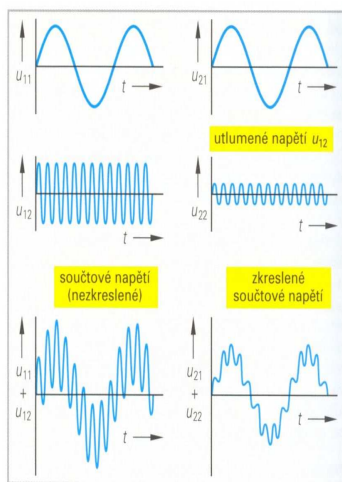 u11
t
u21
t
utlumené napětí u12
u12
t
u22
t
součtové napětí
(nezkreslené)
zkreslené
součtové napětí
u11
+
u12
t
u21
+
u22
t